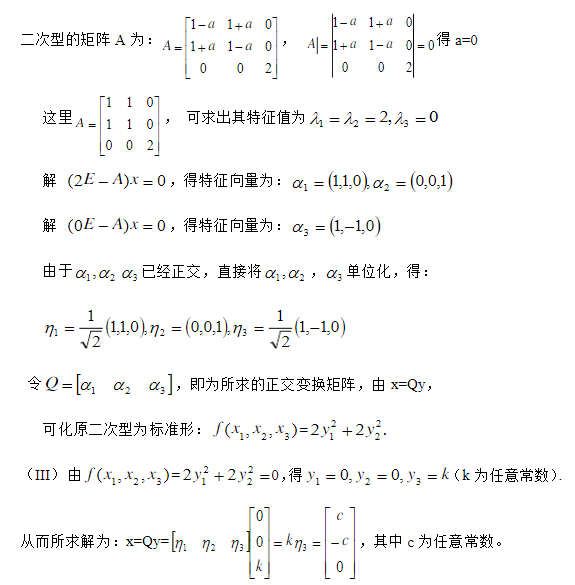 二次型的矩阵 A 为：A = [1−a 1+a 0; 1+a 1−a 0; 0 0 2]， A| = |1−a 1+a 0; 1+a 1−a 0; 0 0 2| = 0得 a=0
这里 A = [1 1 0; 1 1 0; 0 0 2]， 可求出其特征值为 λ₁ = λ₂ = 2, λ₃ = 0
解 (2E − A)x = 0，得特征向量为：α₁ = (1,1,0), α₂ = (0,0,1)
解 (0E − A)x = 0，得特征向量为：α₃ = (1,−1,0)
由于 α₁, α₂ α₃ 已经正交，直接将 α₁, α₂ ，α₃ 单位化，得：
η₁ = 1/√2 (1,1,0), η₂ = (0,0,1), η₃ = 1/√2 (1,−1,0)
令 Q = [α₁ α₂ α₃]，即为所求的正交变换矩阵，由 x=Qy，
可化原二次型为标准形：f(x₁, x₂, x₃) = 2y₁² + 2y₂².
（III） 由 f(x₁, x₂, x₃) = 2y₁² + 2y₂² = 0,得 y₁ = 0, y₂ = 0, y₃ = k（k 为任意常数）.
从而所求解为：x=Qy= [η₁ η₂ η₃] [0; 0; k] = kη₃ = [c; −c; 0]，其中 c 为任意常数。